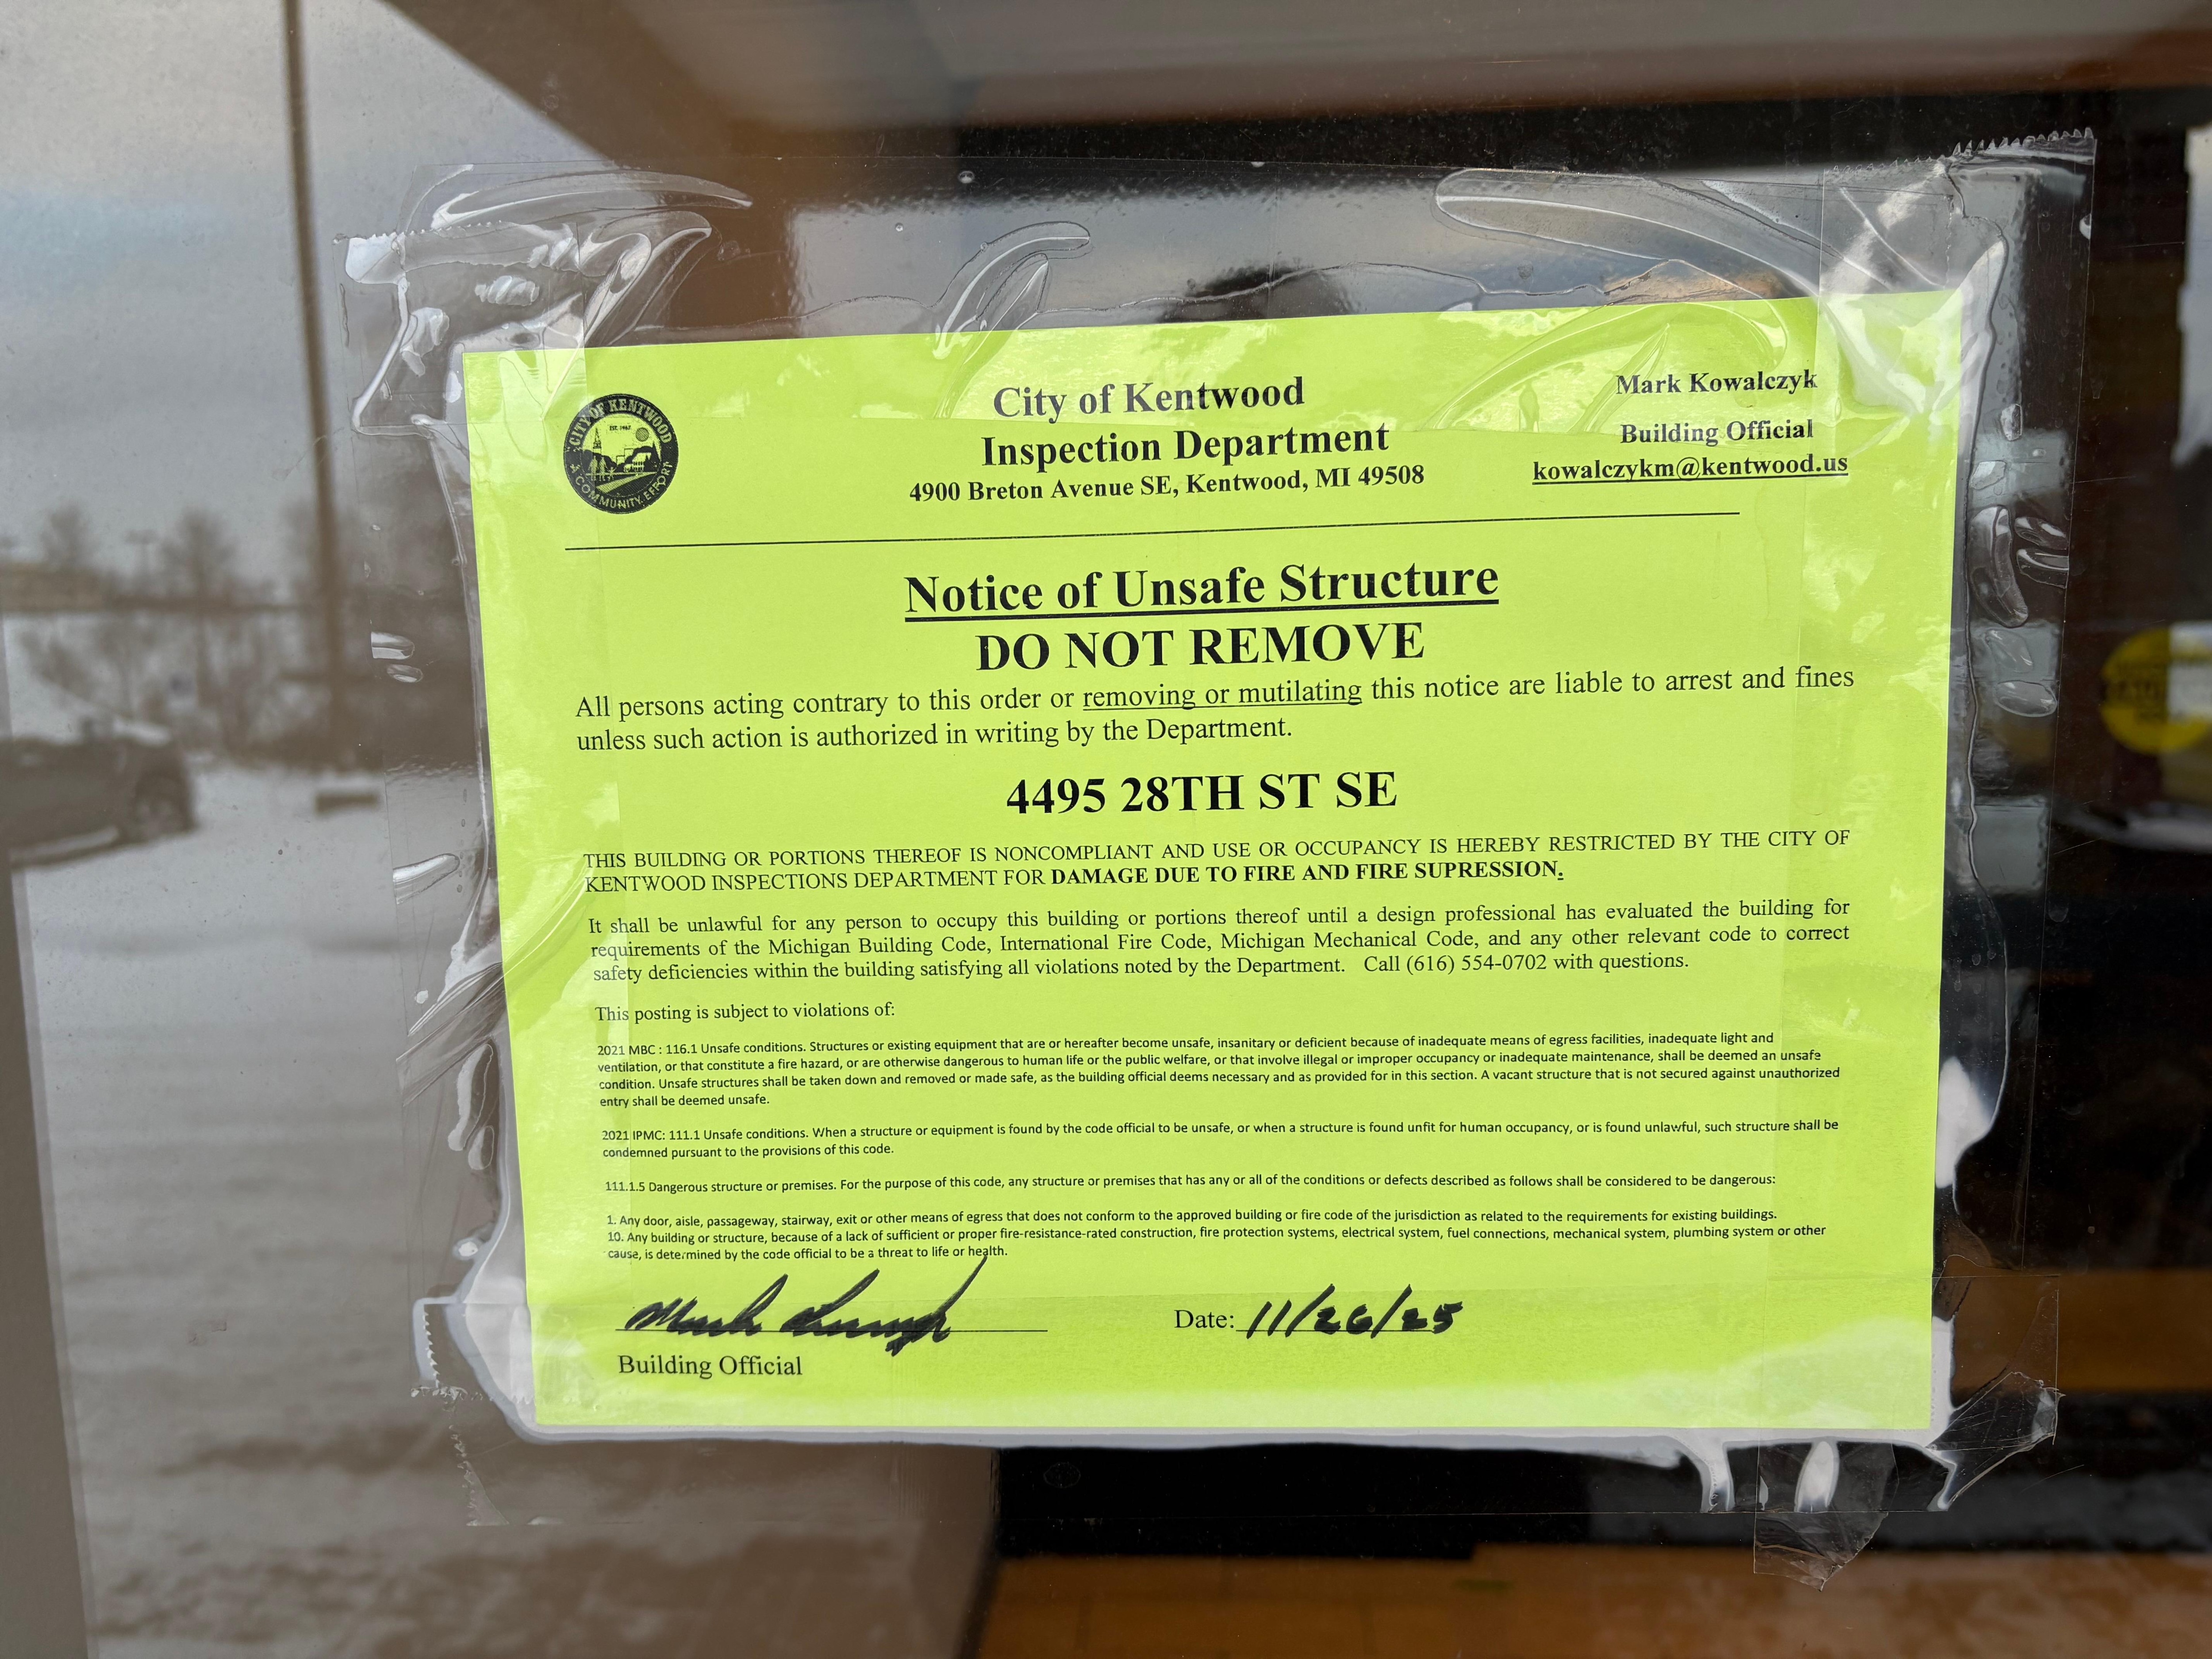 CITY OF KENTWOOD
EST. 1967
A COMMUNITY EFFORT
City of Kentwood
Inspection Department
4900 Breton Avenue SE, Kentwood, MI 49508
Mark Kowalczyk
Building Official
kowalczykm@kentwood.us
Notice of Unsafe Structure
DO NOT REMOVE
All persons acting contrary to this order or removing or mutilating this notice are liable to arrest and fines
unless such action is authorized in writing by the Department.
4495 28TH ST SE
THIS BUILDING OR PORTIONS THEREOF IS NONCOMPLIANT AND USE OR OCCUPANCY IS HEREBY RESTRICTED BY THE CITY OF
KENTWOOD INSPECTIONS DEPARTMENT FOR DAMAGE DUE TO FIRE AND FIRE SUPRESSION.
It shall be unlawful for any person to occupy this building or portions thereof until a design professional has evaluated the building for
requirements of the Michigan Building Code, International Fire Code, Michigan Mechanical Code, and any other relevant code to correct
safety deficiencies within the building satisfying all violations noted by the Department. Call (616) 554-0702 with questions.
This posting is subject to violations of:
2021 MBC : 116.1 Unsafe conditions. Structures or existing equipment that are or hereafter become unsafe, insanitary or deficient because of inadequate means of egress facilities, inadequate light and
ventilation, or that constitute a fire hazard, or are otherwise dangerous to human life or the public welfare, or that involve illegal or improper occupancy or inadequate maintenance, shall be deemed an unsafe
condition. Unsafe structures shall be taken down and removed or made safe, as the building official deems necessary and as provided for in this section. A vacant structure that is not secured against unauthorized
entry shall be deemed unsafe.
2021 IPMC: 111.1 Unsafe conditions. When a structure or equipment is found by the code official to be unsafe, or when a structure is found unfit for human occupancy, or is found unlawful, such structure shall be
condemned pursuant to the provisions of this code.
111.1.5 Dangerous structure or premises. For the purpose of this code, any structure or premises that has any or all of the conditions or defects described as follows shall be considered to be dangerous:
1. Any door, aisle, passageway, stairway, exit or other means of egress that does not conform to the approved building or fire code of the jurisdiction as related to the requirements for existing buildings.
10. Any building or structure, because of a lack of sufficient or proper fire-resistance-rated construction, fire protection systems, electrical system, fuel connections, mechanical system, plumbing system or other
cause, is determined by the code official to be a threat to life or health.
Date: 11/26/25
Building Official